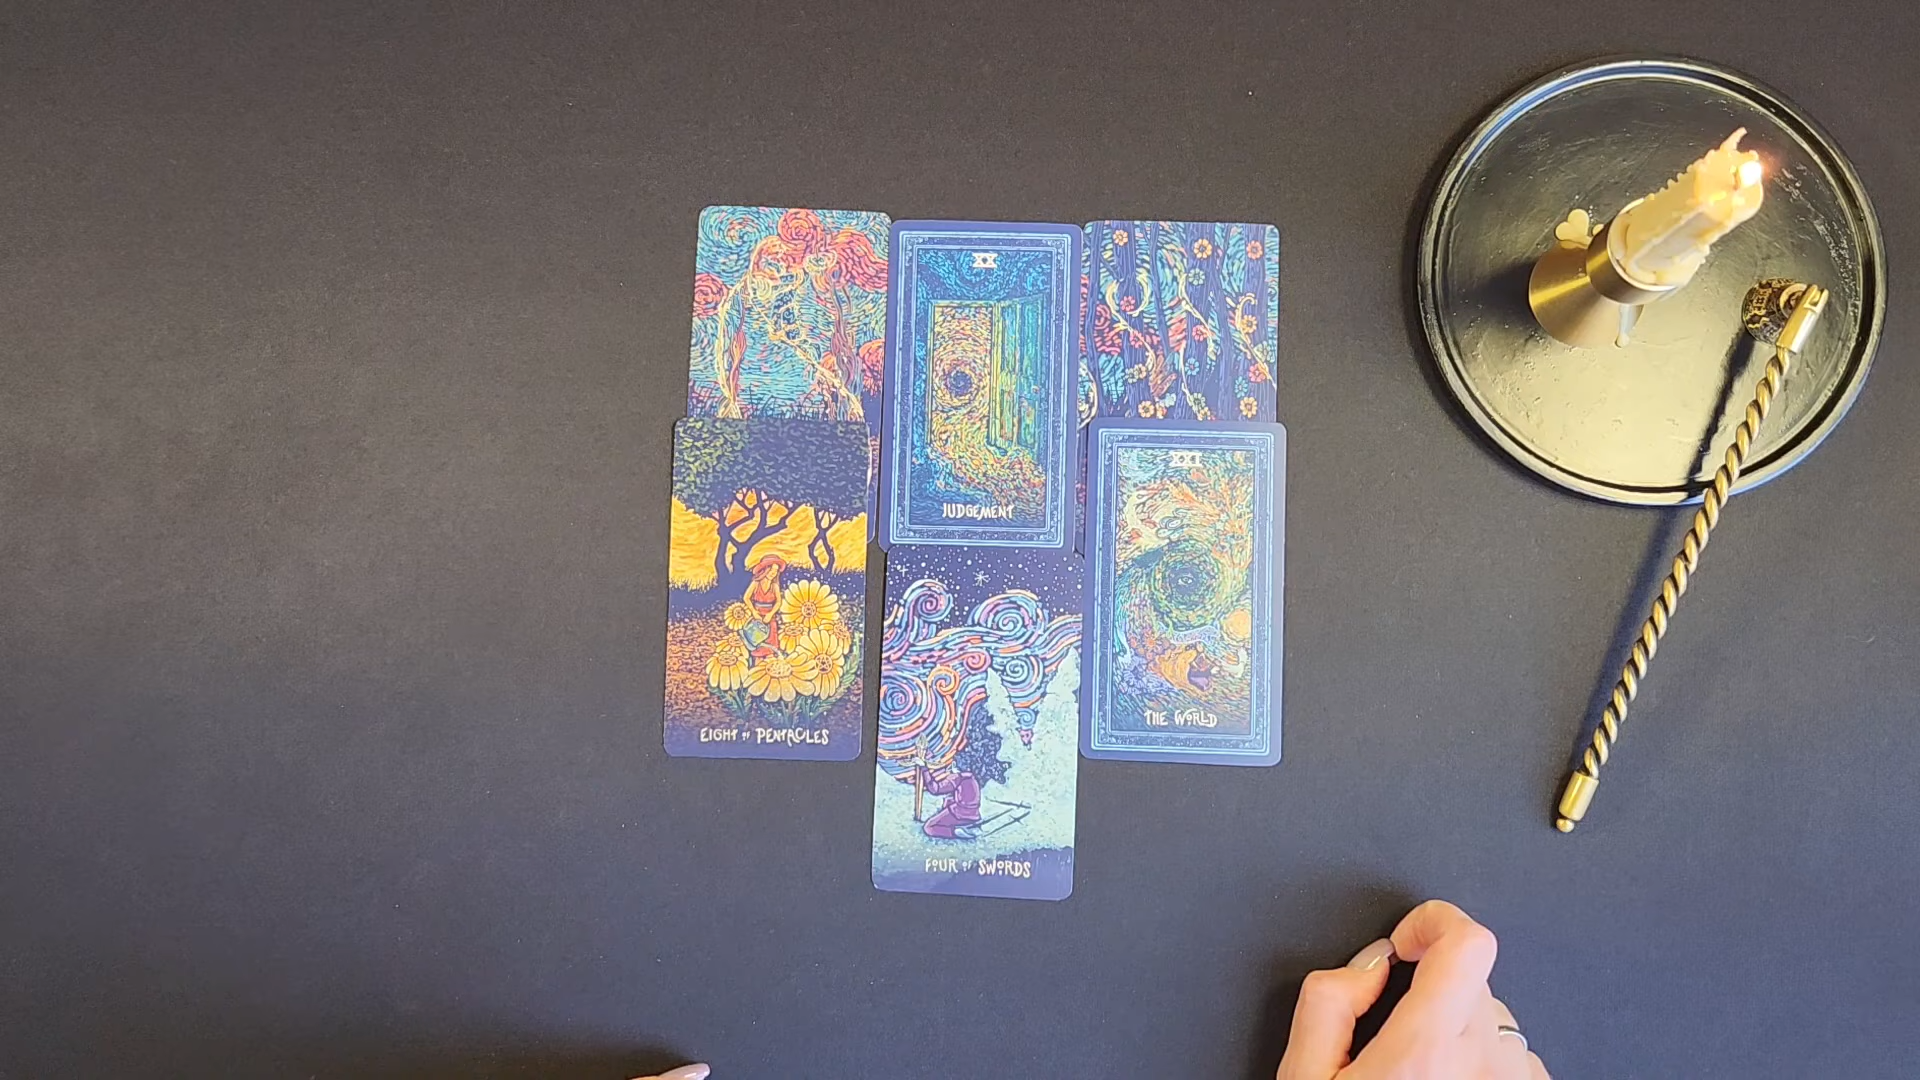 XX
JUDGEMENT
XXI
THE WORLD
EIGHT OF PENTACLES
FOUR OF SWORDS